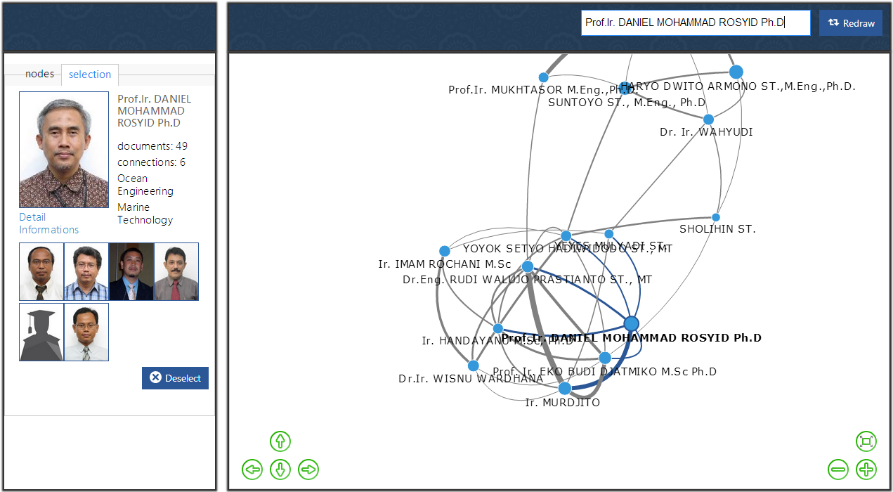 Prof.Ir. DANIEL MOHAMMAD ROSYID Ph.D
Redraw
nodes
selection
Prof.Ir. DANIEL
MOHAMMAD
ROSYID Ph.D
documents: 49
connections: 6
Ocean
Engineering
Marine
Technology
Detail
Informations
Deselect
Prof.Ir. MUKHTASOR M.Eng.,Ph.D.
HARYO DWITO ARMONO ST.,M.Eng.,Ph.D.
SUNTOYO ST., M.Eng., Ph.D
Dr. Ir. WAHYUDI
SHOLIHIN ST.
YOYOK SETYO HADIWIDODO ST., MT
YEYES MULYADI ST.
Ir. IMAM ROCHANI M.Sc
Dr.Eng. RUDI WALUJO PRASTIANTO ST., MT
Ir. HANDAYANU M.Sc, Ph.D
Prof.Ir. DANIEL MOHAMMAD ROSYID Ph.D
Prof. Ir. EKO BUDI DJATMIKO M.Sc Ph.D
Dr.Ir. WISNU WARDHANA
Ir. MURDJITO